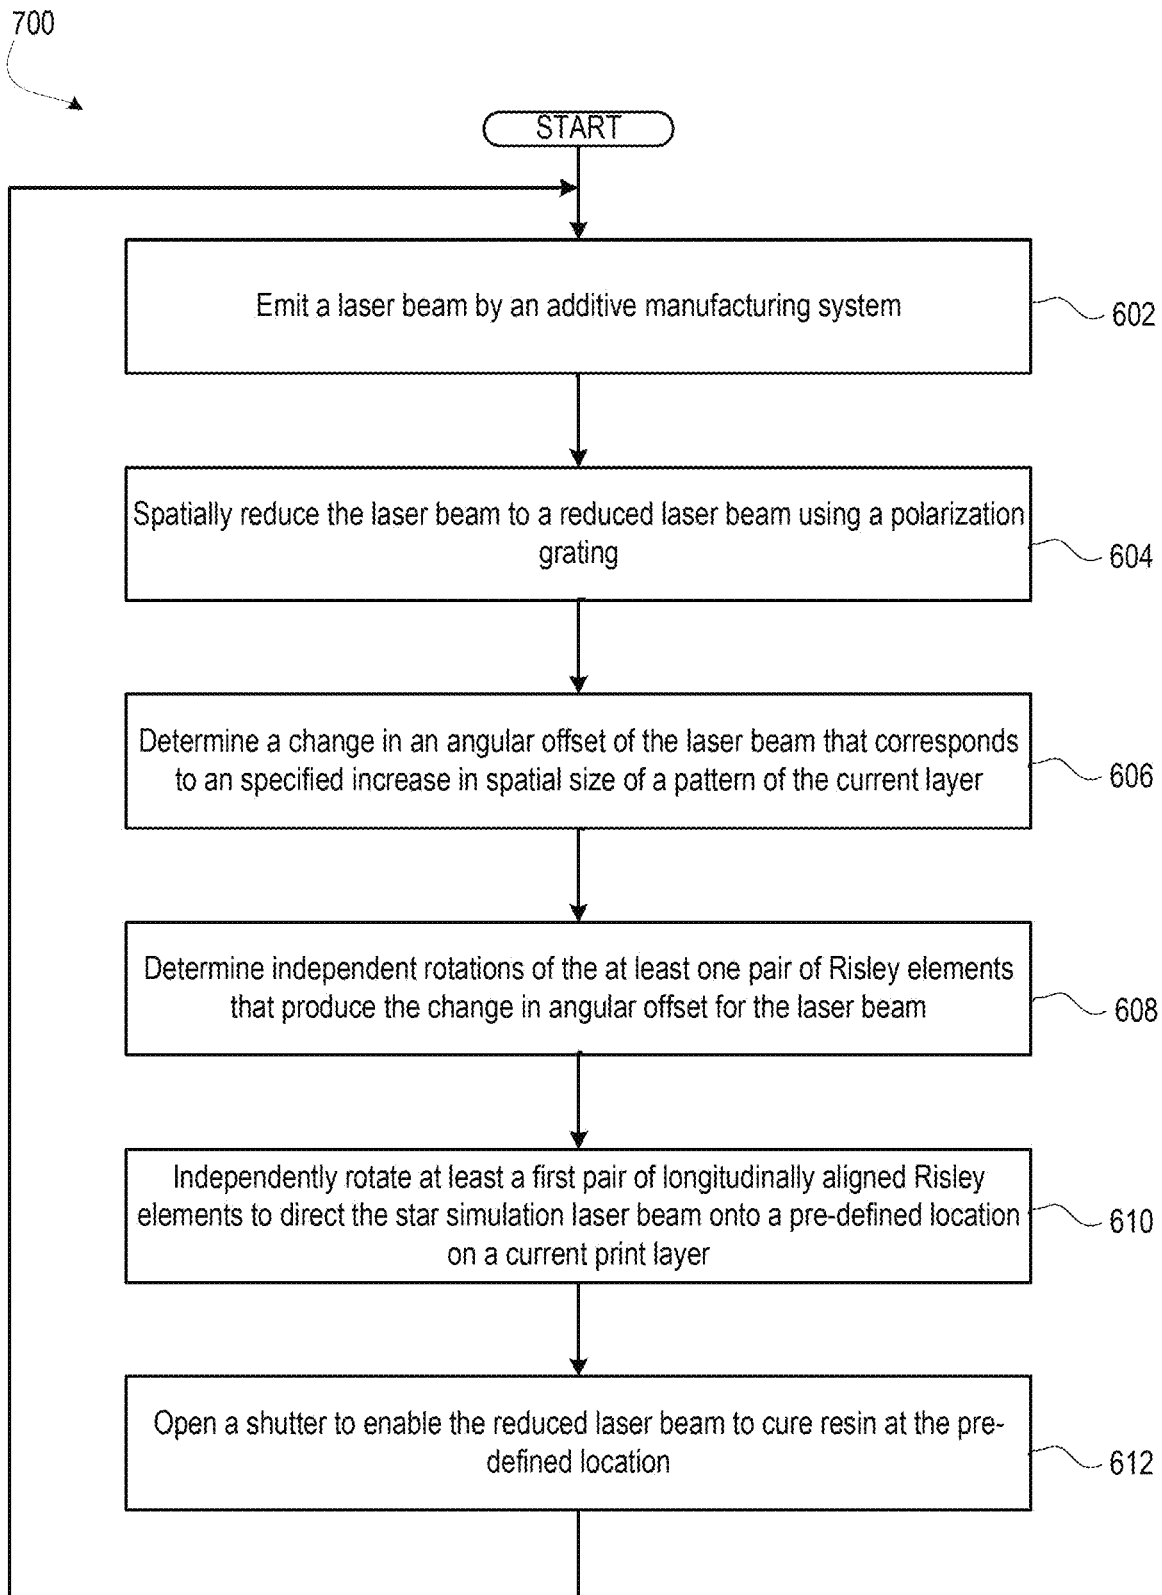 700
START
Emit a laser beam by an additive manufacturing system
602
Spatially reduce the laser beam to a reduced laser beam using a polarization
grating
604
Determine a change in an angular offset of the laser beam that corresponds
to an specified increase in spatial size of a pattern of the current layer
606
Determine independent rotations of the at least one pair of Risley elements
that produce the change in angular offset for the laser beam
608
Independently rotate at least a first pair of longitudinally aligned Risley
elements to direct the star simulation laser beam onto a pre-defined location
on a current print layer
610
Open a shutter to enable the reduced laser beam to cure resin at the pre-
defined location
612